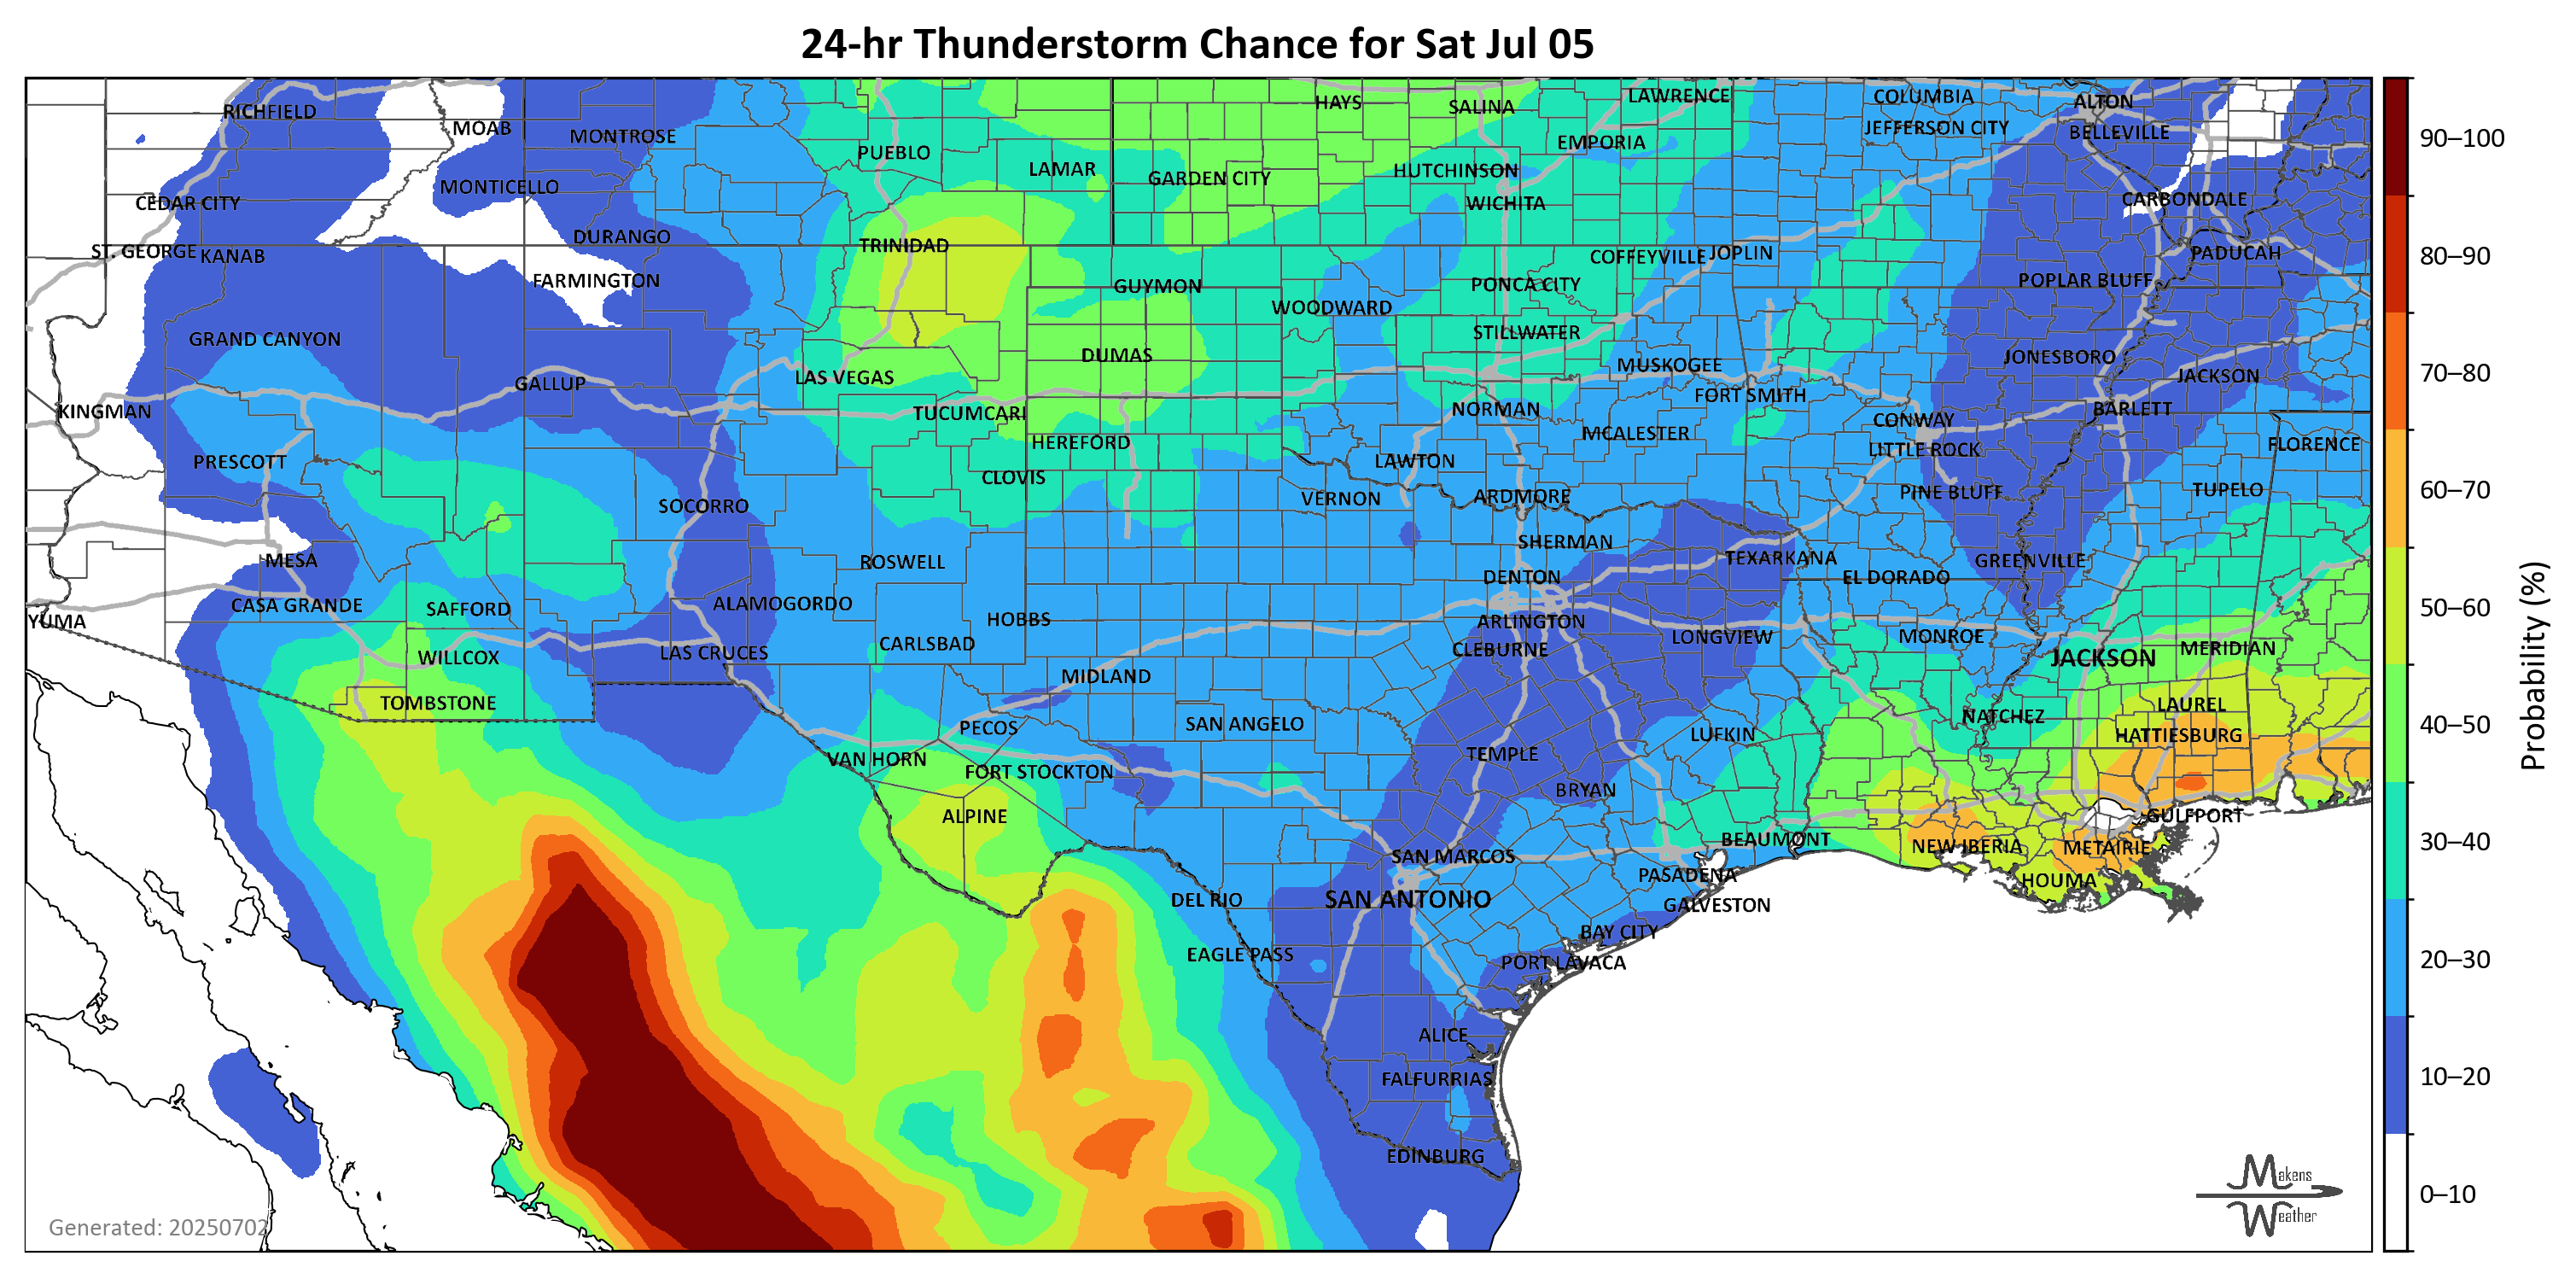 24-hr Thunderstorm Chance for Sat Jul 05
RICHFIELD
MOAB
MONTROSE
PUEBLO
LAMAR
HAYS
SALINA
LAWRENCE
COLUMBIA
ALTON
JEFFERSON CITY
BELLEVILLE
EMPORIA
HUTCHINSON
GARDEN CITY
MONTICELLO
CEDAR CITY
WICHITA
CARBONDALE
DURANGO
TRINIDAD
ST. GEORGE
KANAB
COFFEYVILLE
JOPLIN
PADUCAH
FARMINGTON
GUYMON
PONCA CITY
POPLAR BLUFF
WOODWARD
GRAND CANYON
STILLWATER
DUMAS
JONESBORO
MUSKOGEE
GALLUP
LAS VEGAS
JACKSON
FORT SMITH
KINGMAN
TUCUMCARI
NORMAN
BARLETT
CONWAY
MCALESTER
HEREFORD
LITTLE ROCK
FLORENCE
PRESCOTT
LAWTON
CLOVIS
TUPELO
VERNON
ARDMORE
PINE BLUFF
SOCORRO
SHERMAN
MESA
ROSWELL
TEXARKANA
GREENVILLE
DENTON
EL DORADO
CASA GRANDE
SAFFORD
ALAMOGORDO
YUMA
HOBBS
ARLINGTON
CARLSBAD
LONGVIEW
MONROE
CLEBURNE
LAS CRUCES
WILLCOX
JACKSON
MERIDIAN
MIDLAND
TOMBSTONE
LAUREL
PECOS
SAN ANGELO
NATCHEZ
LUFKIN
HATTIESBURG
TEMPLE
VAN HORN
FORT STOCKTON
BRYAN
ALPINE
GULFPORT
BEAUMONT
NEW IBERIA
METAIRIE
SAN MARCOS
PASADENA
HOUMA
DEL RIO
SAN ANTONIO
GALVESTON
BAY CITY
EAGLE PASS
PORT LAVACA
ALICE
FALFURRIAS
EDINBURG
Generated: 20250702
Makens
Weather
90–100
80–90
70–80
60–70
50–60
40–50
30–40
20–30
10–20
0–10
Probability (%)